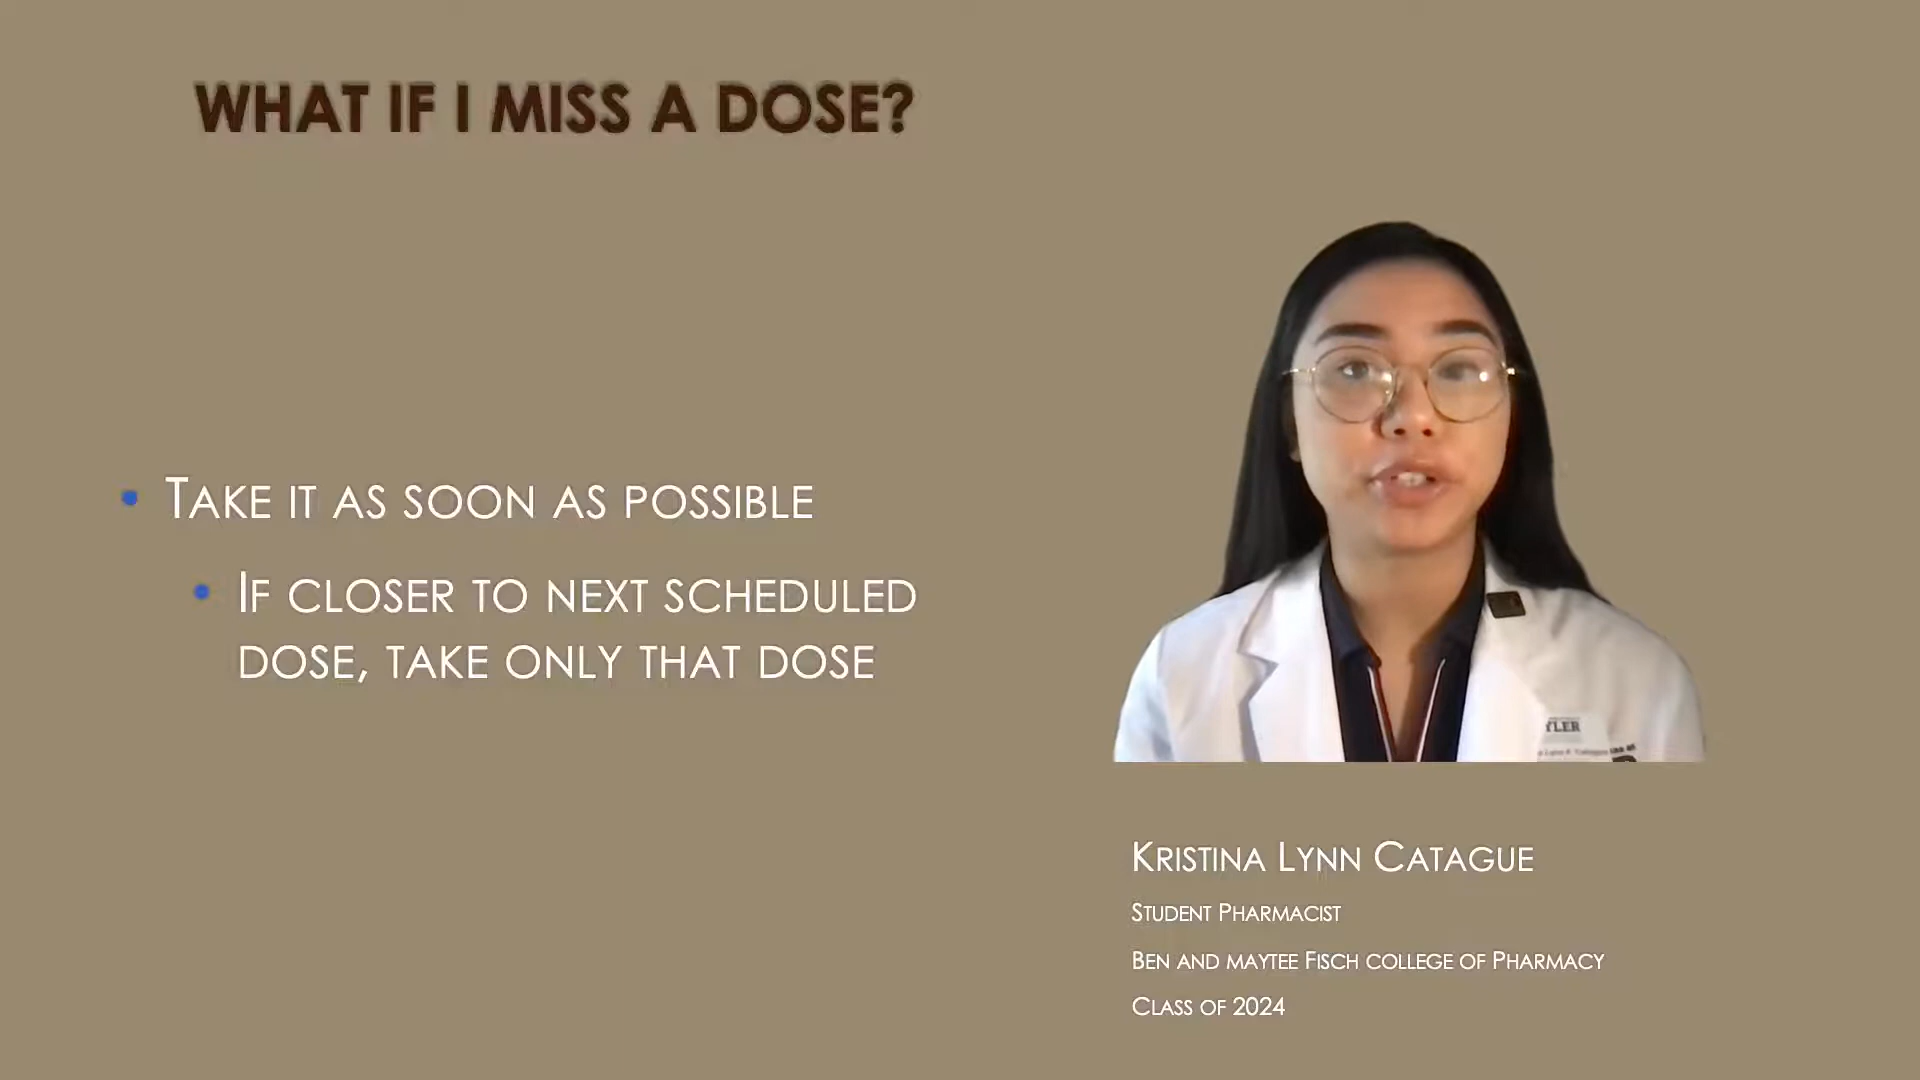 WHAT IF I MISS A DOSE?
• TAKE IT AS SOON AS POSSIBLE
• IF CLOSER TO NEXT SCHEDULED
DOSE, TAKE ONLY THAT DOSE
YLER
KRISTINA LYNN CATAGUE
STUDENT PHARMACIST
BEN AND MAYTEE FISCH COLLEGE OF PHARMACY
CLASS OF 2024